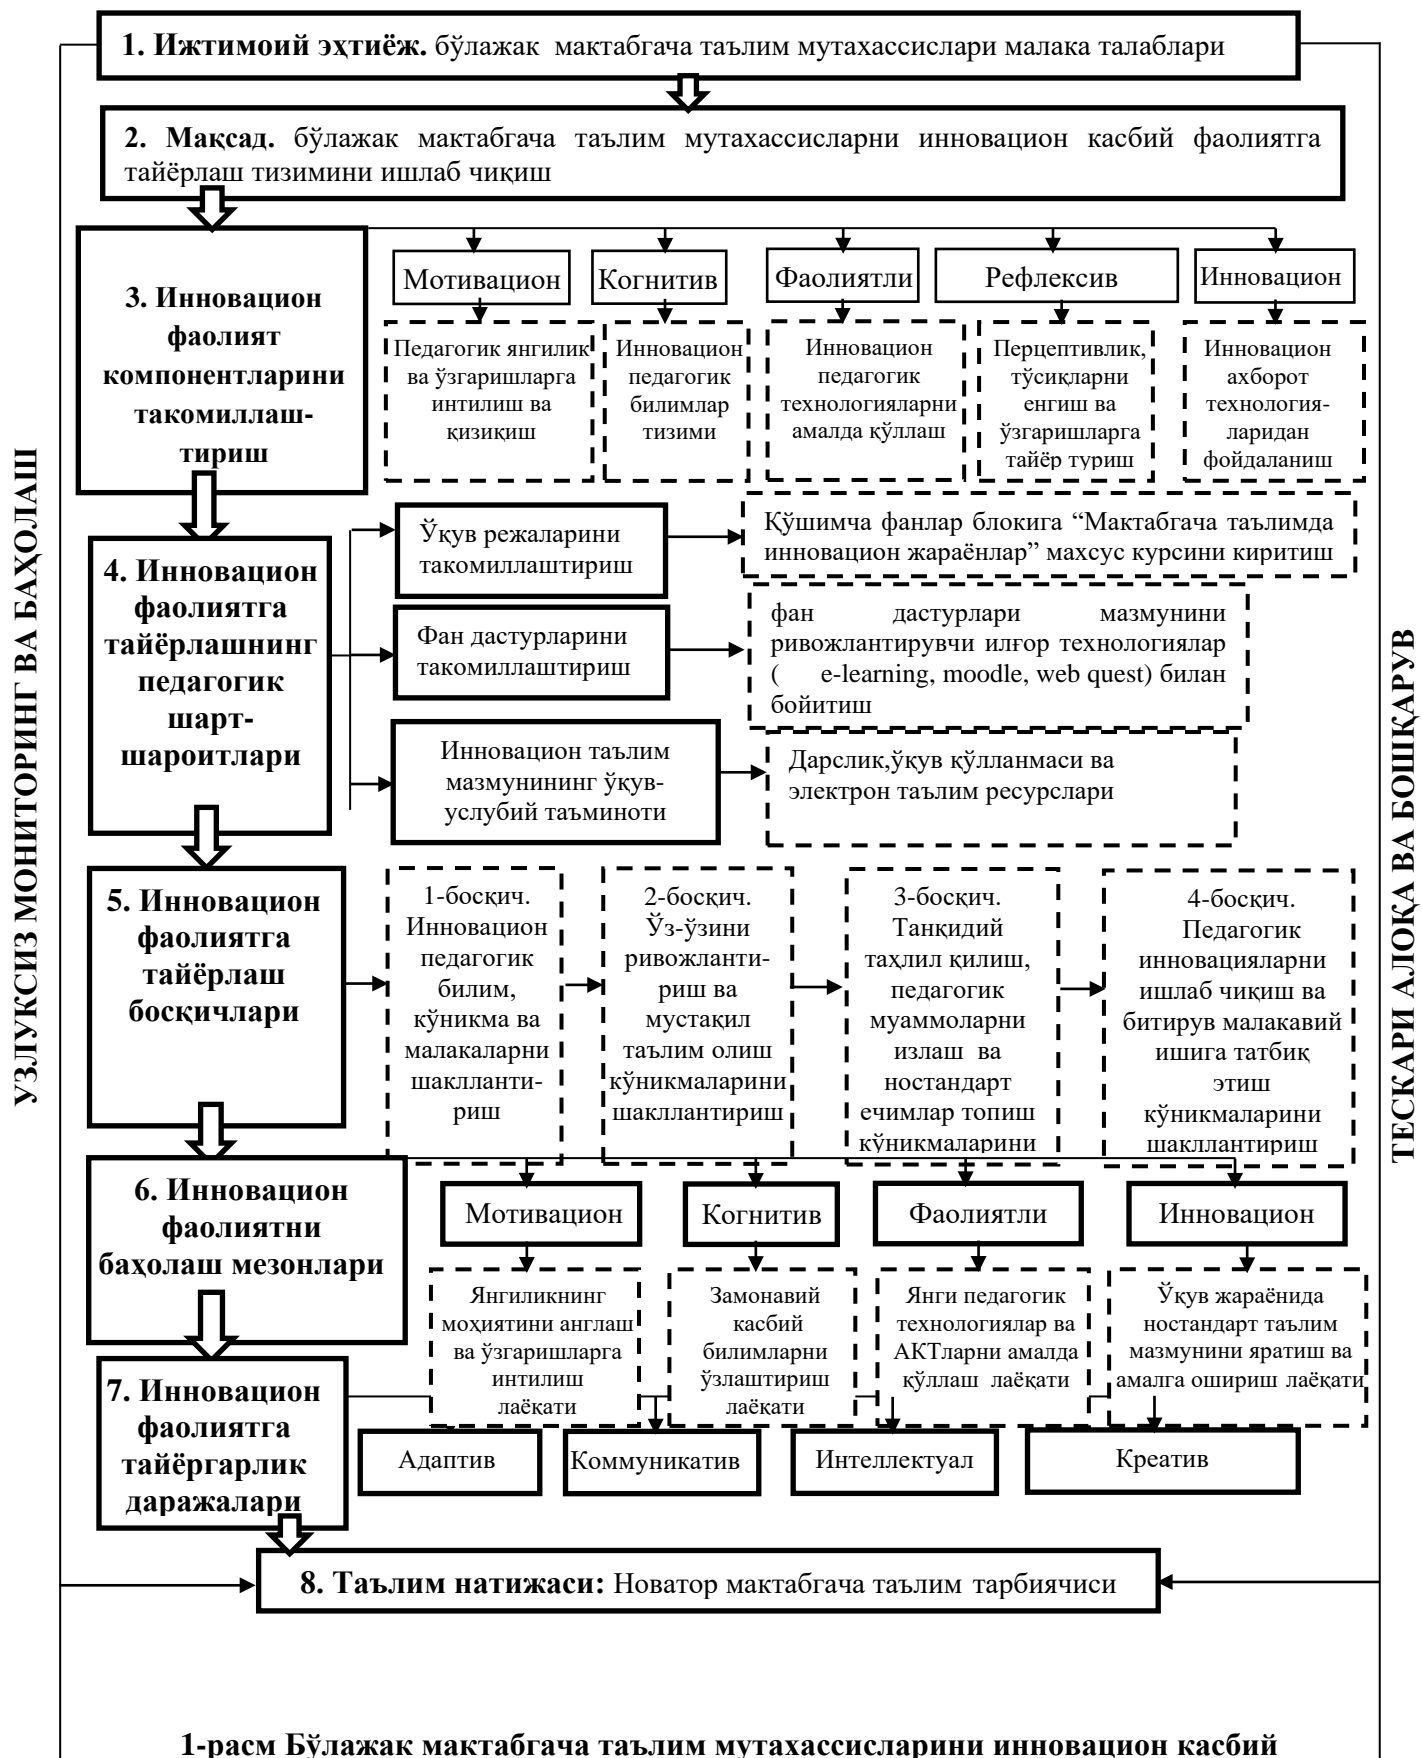 1. Ижтимоий эҳтиёж. бўлажак мактабгача таълим мутахассислари малака талаблари
2. Мақсад. бўлажак мактабгача таълим мутахассисларни инновацион касбий фаолиятга
тайёрлаш тизимини ишлаб чиқиш
3. Инновацион
фаолият
компонентларини
такомиллаш-
тириш
Мотивацион
Когнитив
Фаолиятли
Рефлексив
Инновацион
Педагогик янгилик
ва ўзгаришларга
интилиш ва
қизиқиш
Инновацион
педагогик
билимлар
тизими
Инновацион
педагогик
технологияларни
амалда қўллаш
Перцептивлик,
тўсиқларни
енгиш ва
ўзгаришларга
тайёр туриш
Инновацион
ахборот
технология-
ларидан
фойдаланиш
4. Инновацион
фаолиятга
тайёрлашнинг
педагогик
шарт-
шароитлари
Ўқув режаларини
такомиллаштириш
Қўшимча фанлар блокига “Мактабгача таълимда
инновацион жараёнлар” махсус курсини киритиш
Фан дастурларини
такомиллаштириш
фан дастурлари мазмунини
ривожлантирувчи илғор технологиялар
( e-learning, moodle, web quest) билан
бойитиш
Инновацион таълим
мазмунининг ўқув-
услубий таъминоти
Дарслик,ўқув қўлланмаси ва
электрон таълим ресурслари
5. Инновацион
фаолиятга
тайёрлаш
босқичлари
1-босқич.
Инновацион
педагогик
билим,
кўникма ва
малакаларни
шакллантиш-
риш
2-босқич.
Ўз-ўзини
ривожланти-
риш ва
мустақил
таълим олиш
кўникмаларини
шакллантириш
3-босқич.
Танқидий
таҳлил қилиш,
педагогик
муаммоларни
излаш ва
ностандарт
ечимлар топиш
кўникмаларини
4-босқич.
Педагогик
инновацияларни
ишлаб чиқиш ва
битирув малакавий
ишига татбиқ
этиш
кўникмаларини
шакллантириш
6. Инновацион
фаолиятни
баҳолаш мезонлари
Мотивацион
Когнитив
Фаолиятли
Инновацион
Янгиликнинг
моҳиятини англаш
ва ўзгаришларга
интилиш
лаёқати
Замонавий
касбий
билимларни
ўзлаштириш
лаёқати
Янги педагогик
технологиялар ва
АКТларни амалда
қўллаш лаёқати
Ўқув жараёнида
ностандарт таълим
мазмунини яратиш ва
амалга ошириш лаёқати
7. Инновацион
фаолиятга
тайёргарлик
даражалари
Адаптив
Коммуникатив
Интеллектуал
Креатив
8. Таълим натижаси: Новатор мактабгача таълим тарбиячиси
УЗЛУКСИЗ МОНИТОРИНГ ВА БАҲОЛАШ
ТЕСКАРИ АЛОҚА ВА БОШҚАРУВ
1-расм Бўлажак мактабгача таълим мутахассисларини инновацион касбий